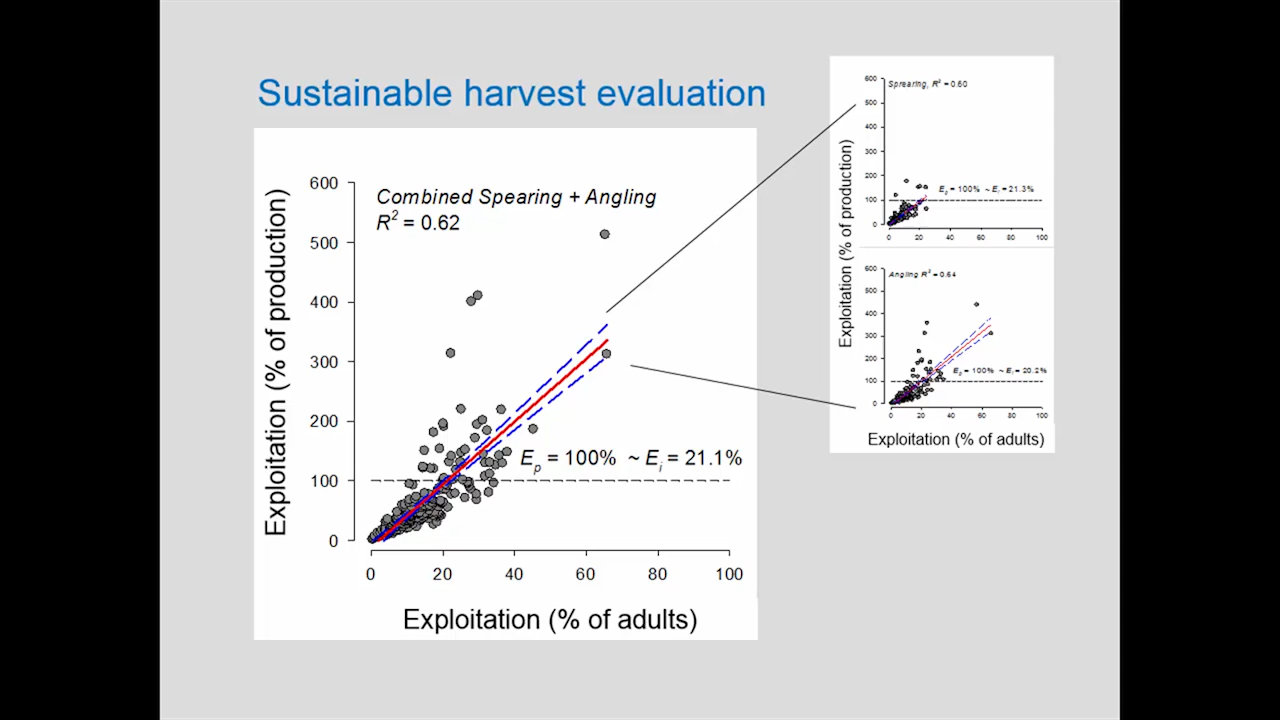 Sustainable harvest evaluation
Combined Spearing + Angling
R² = 0.62
Exploitation (% of production)
600
500
400
300
200
100
0
Ep = 100% ~ Ei = 21.1%
0 20 40 60 80 100
Exploitation (% of adults)
Exploitation (% of production)
600
500
400
300
200
100
0
Sprearing, R² = 0.60
Ep = 100% ~ Ei = 21.3%
0 20 40 60 80 100
600
500
400
300
200
100
0
Angling R² = 0.64
Ep = 100% ~ Ei = 20.2%
0 20 40 60 80 100
Exploitation (% of adults)